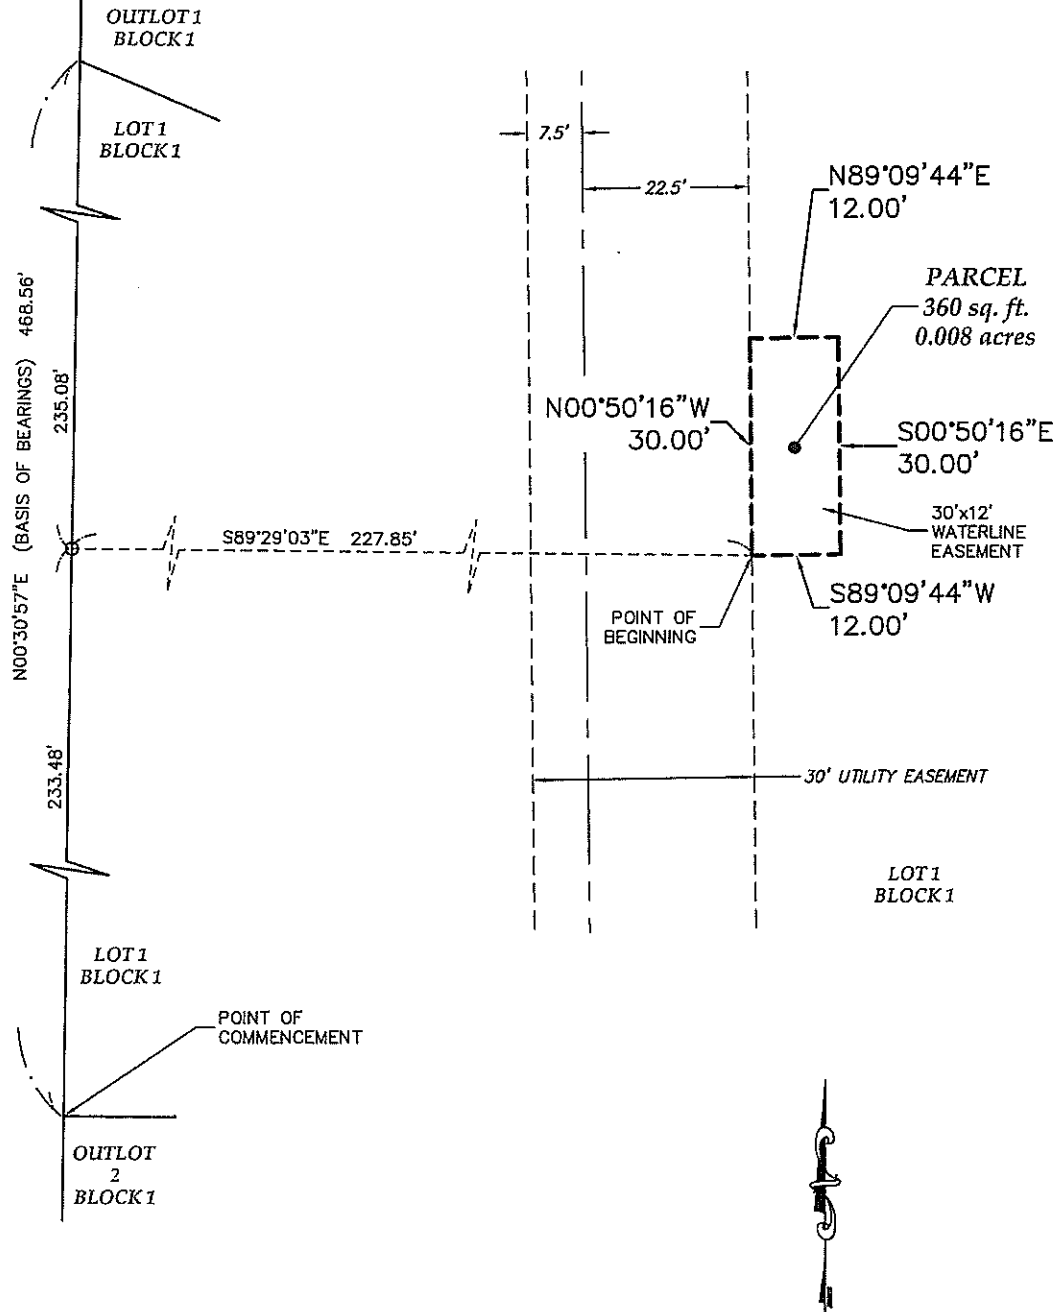 OUTLOT 1
BLOCK 1
LOT 1
BLOCK 1
7.5'
22.5'
N89°09'44"E
12.00'
PARCEL
360 sq. ft.
0.008 acres
N00°30'57"E (BASIS OF BEARINGS) 468.56'
235.08'
N00°50'16"W
30.00'
S00°50'16"E
30.00'
30'x12'
WATERLINE
EASEMENT
S89°29'03"E 227.85'
S89°09'44"W
12.00'
POINT OF
BEGINNING
233.48'
30' UTILITY EASEMENT
LOT 1
BLOCK 1
LOT 1
BLOCK 1
POINT OF
COMMENCEMENT
OUTLOT
2
BLOCK 1